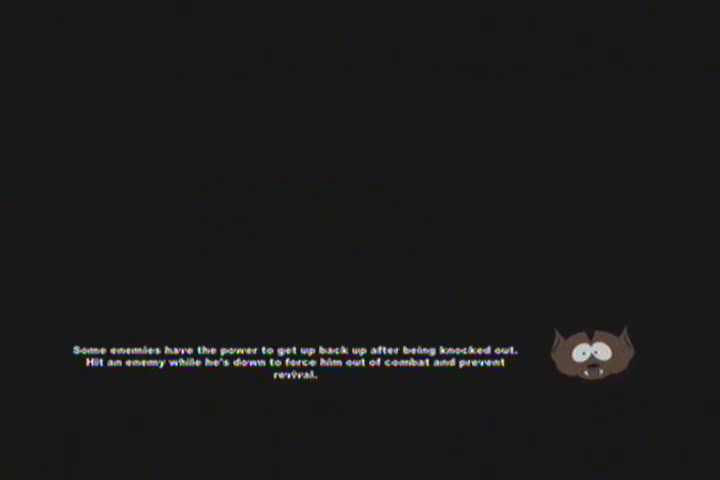 Some enemies have the power to get up back up after being knocked out.
Hit an enemy while he's down to force him out of combat and prevent
revival.